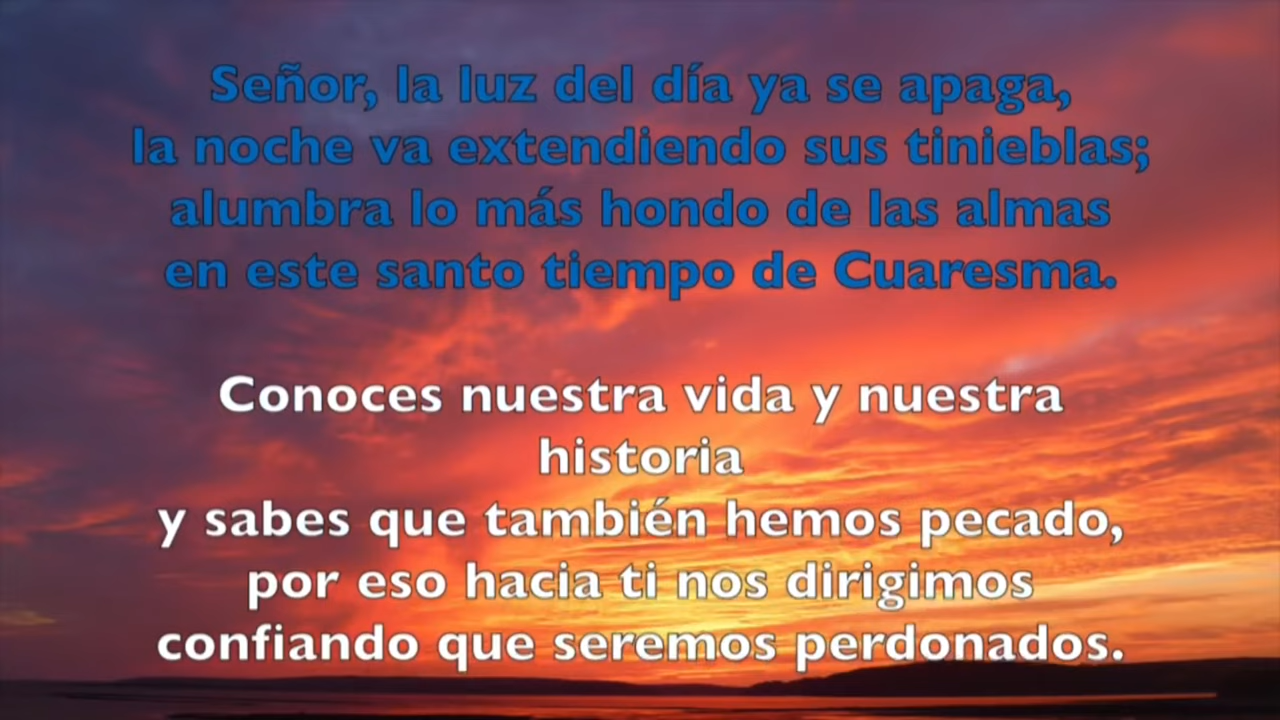 Señor, la luz del día ya se apaga,
la noche va extendiendo sus tinieblas;
alumbra lo más hondo de las almas
en este santo tiempo de Cuaresma.
Conoces nuestra vida y nuestra
historia
y sabes que también hemos pecado,
por eso hacia ti nos dirigimos
confiando que seremos perdonados.